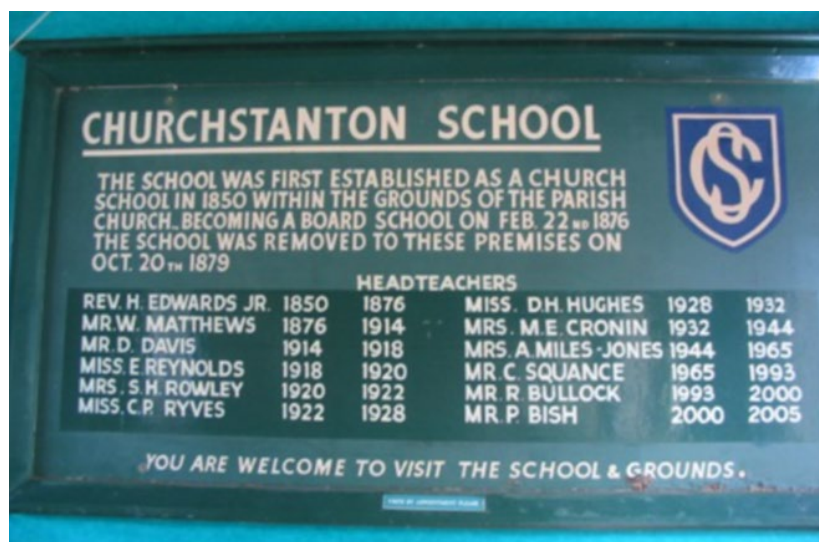 CHURCHSTANTON SCHOOL
THE SCHOOL WAS FIRST ESTABLISHED AS A CHURCH
SCHOOL IN 1850 WITHIN THE GROUNDS OF THE PARISH
CHURCH.. BECOMING A BOARD SCHOOL ON FEB. 22ND 1876
THE SCHOOL WAS REMOVED TO THESE PREMISES ON
OCT. 20TH 1879
CS
HEADTEACHERS
REV. H. EDWARDS JR. 1850 1876
MR.W. MATTHEWS 1876 1914
MR.D. DAVIS 1914 1918
MISS.E.REYNOLDS 1918 1920
MRS. S.H.ROWLEY 1920 1922
MISS.C.P. RYVES 1922 1928
MISS. D.H. HUGHES 1928 1932
MRS. M.E. CRONIN 1932 1944
MRS. A.MILES-JONES 1944 1965
MR.C. SQUANCE 1965 1993
MR.R. BULLOCK 1993 2000
MR.P. BISH 2000 2005
YOU ARE WELCOME TO VISIT THE SCHOOL & GROUNDS.
VISITS BY APPOINTMENT PLEASE